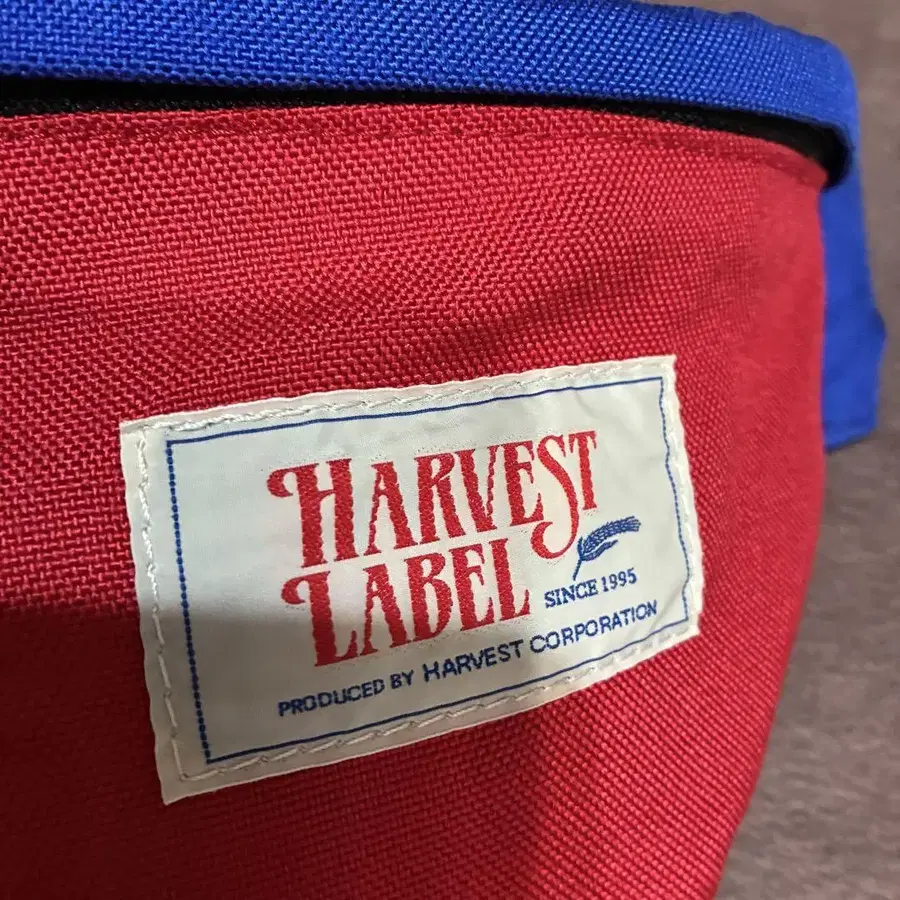 HARVEST
LABEL
SINCE 1995
PRODUCED BY HARVEST CORPORATION